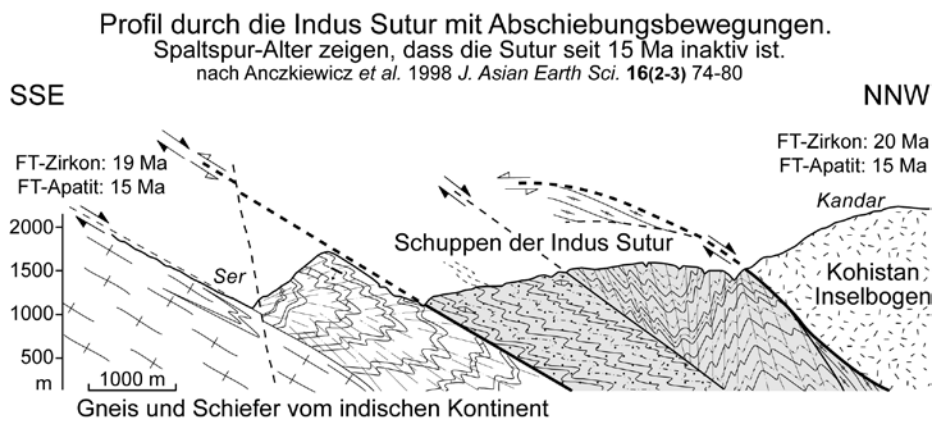 Profil durch die Indus Sutur mit Abschiebungsbewegungen.
Spaltspur-Alter zeigen, dass die Sutur seit 15 Ma inaktiv ist.
nach Anczkiewicz et al. 1998 J. Asian Earth Sci. 16(2-3) 74-80
SSE
NNW
FT-Zirkon: 19 Ma
FT-Apatit: 15 Ma
FT-Zirkon: 20 Ma
FT-Apatit: 15 Ma
Kandar
2000
Schuppen der Indus Sutur
1500
Ser
Kohistan
Inselbogen
1000
500
m
1000 m
Gneis und Schiefer vom indischen Kontinent